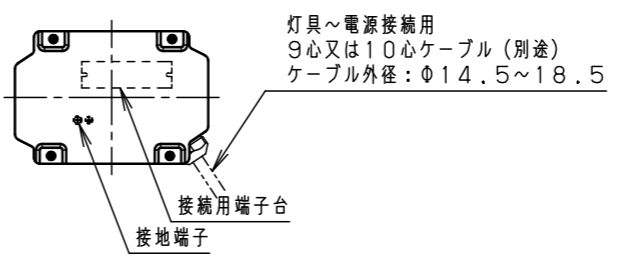 灯具~電源接続用
9心又は10心ケーブル(別途)
ケーブル外径:Φ14.5~18.5
接続用端子台
接地端子